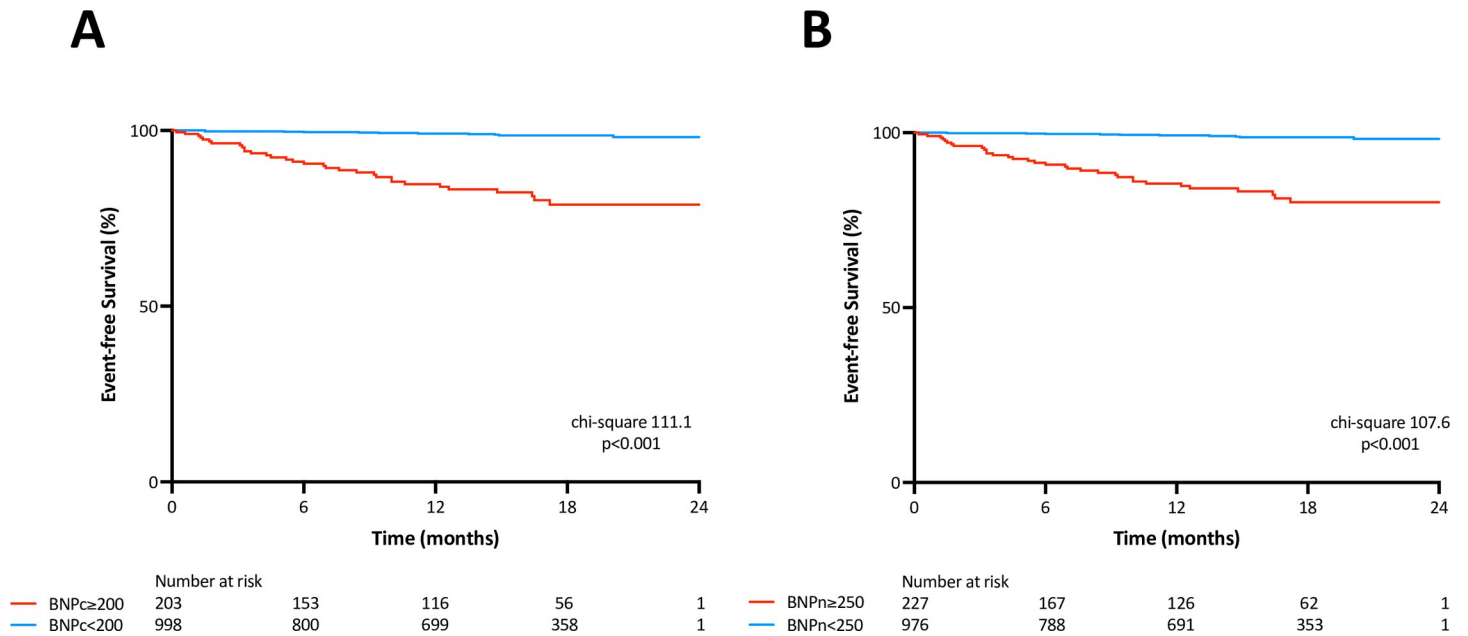 A
100
50
0
Event-free Survival (%)
0 6 12 18 24
Time (months)
chi-square 111.1
p<0.001
Number at risk
BNPc≥200 203 153 116 56 1
BNPc<200 998 800 699 358 1
B
100
50
0
Event-free Survival (%)
0 6 12 18 24
Time (months)
chi-square 107.6
p<0.001
Number at risk
BNPn≥250 227 167 126 62 1
BNPn<250 976 788 691 353 1